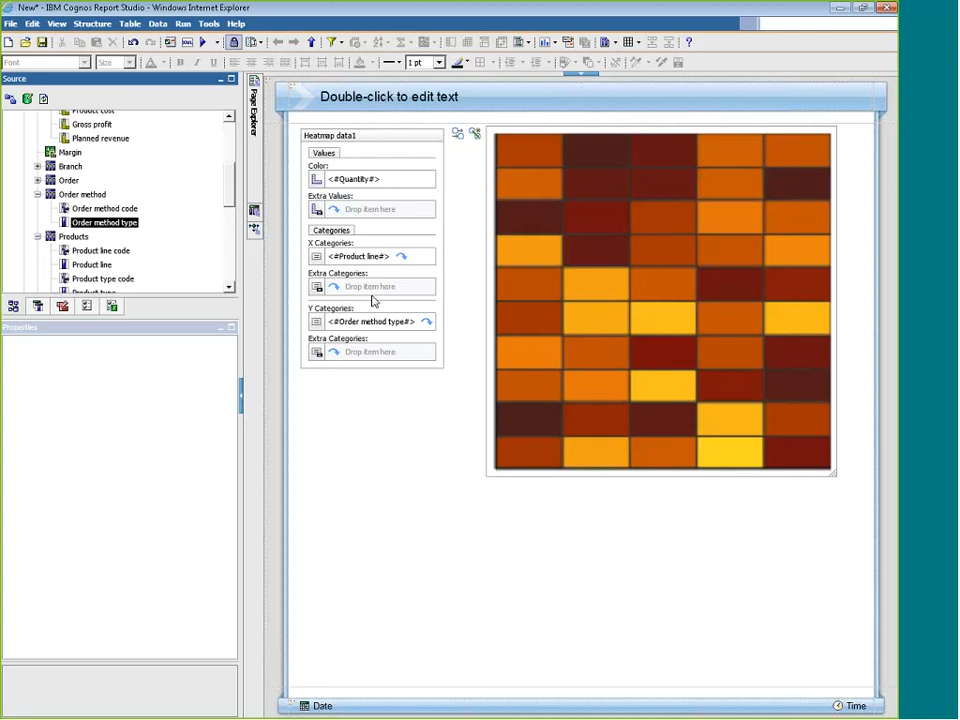 New* - IBM Cognos Report Studio - Windows Internet Explorer
File Edit View Structure Table Data Run Tools Help
Font Size 1 pt
Source
Product cost
Gross profit
Planned revenue
Margin
Branch
Order
Order method
Order method code
Order method type
Products
Product line code
Product line
Product type code
Product type
Properties
Page Explorer
Double-click to edit text
Heatmap data1
Values
Color:
<#Quantity#>
Extra Values:
Drop item here
Categories
X Categories:
<#Product line#>
Extra Categories:
Drop item here
Y Categories:
<#Order method type#>
Extra Categories:
Drop item here
Date
Time